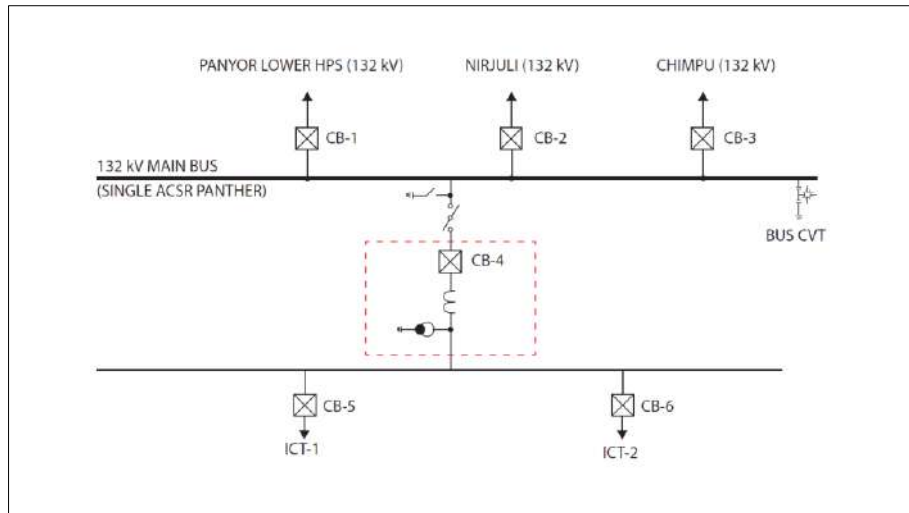 PANYOR LOWER HPS (132 kV)
NIRJULI (132 kV)
CHIMPU (132 kV)
CB-1
CB-2
CB-3
132 kV MAIN BUS
(SINGLE ACSR PANTHER)
BUS CVT
CB-4
CB-5
CB-6
ICT-1
ICT-2